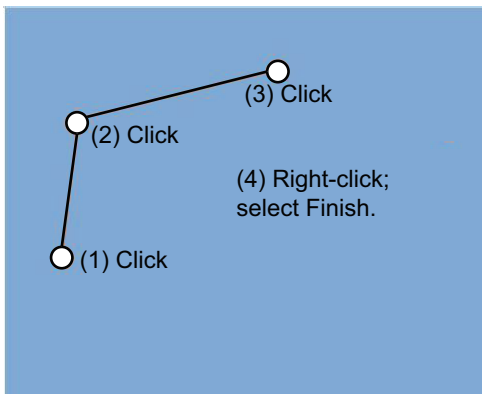 (3) Click
(2) Click
(4) Right-click;
select Finish.
(1) Click